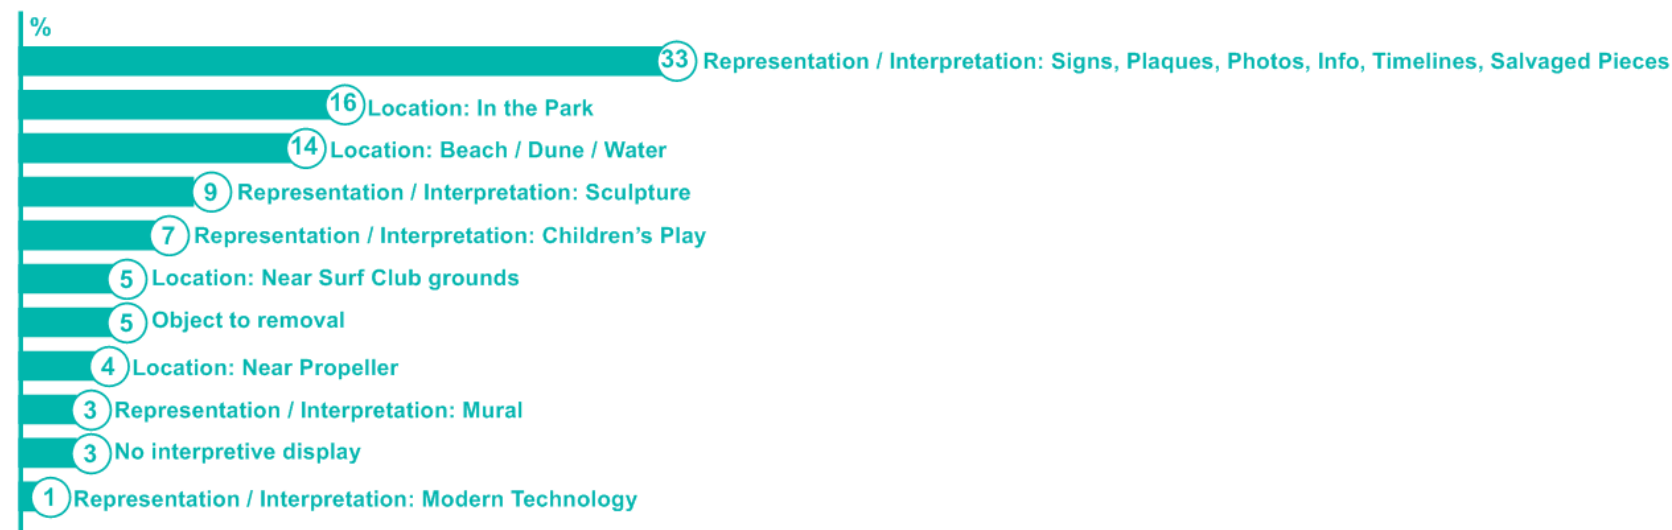 %
33 Representation / Interpretation: Signs, Plaques, Photos, Info, Timelines, Salvaged Pieces
16 Location: In the Park
14 Location: Beach / Dune / Water
9 Representation / Interpretation: Sculpture
7 Representation / Interpretation: Children’s Play
5 Location: Near Surf Club grounds
5 Object to removal
4 Location: Near Propeller
3 Representation / Interpretation: Mural
3 No interpretive display
1 Representation / Interpretation: Modern Technology